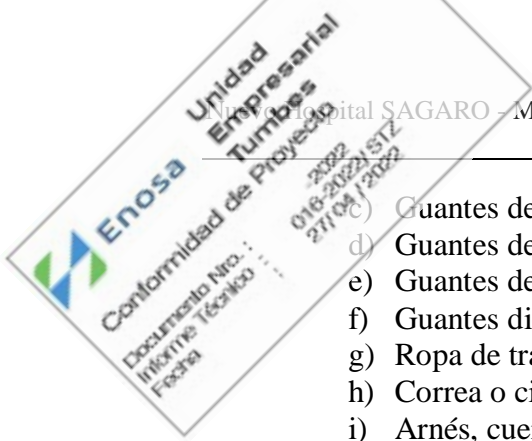 Nuevo Hospital SAGARO - M
Enosa
Unidad
Empresarial
Tumbes
Conformidad de Proyecto
Documento Nro. : -2022
Informe Técnico : 016-2022/ STZ
Fecha : 27/04/2022
c) Guantes de
d) Guantes de
e) Guantes de
f) Guantes di
g) Ropa de tra
h) Correa o ci
i) Arnés, cue